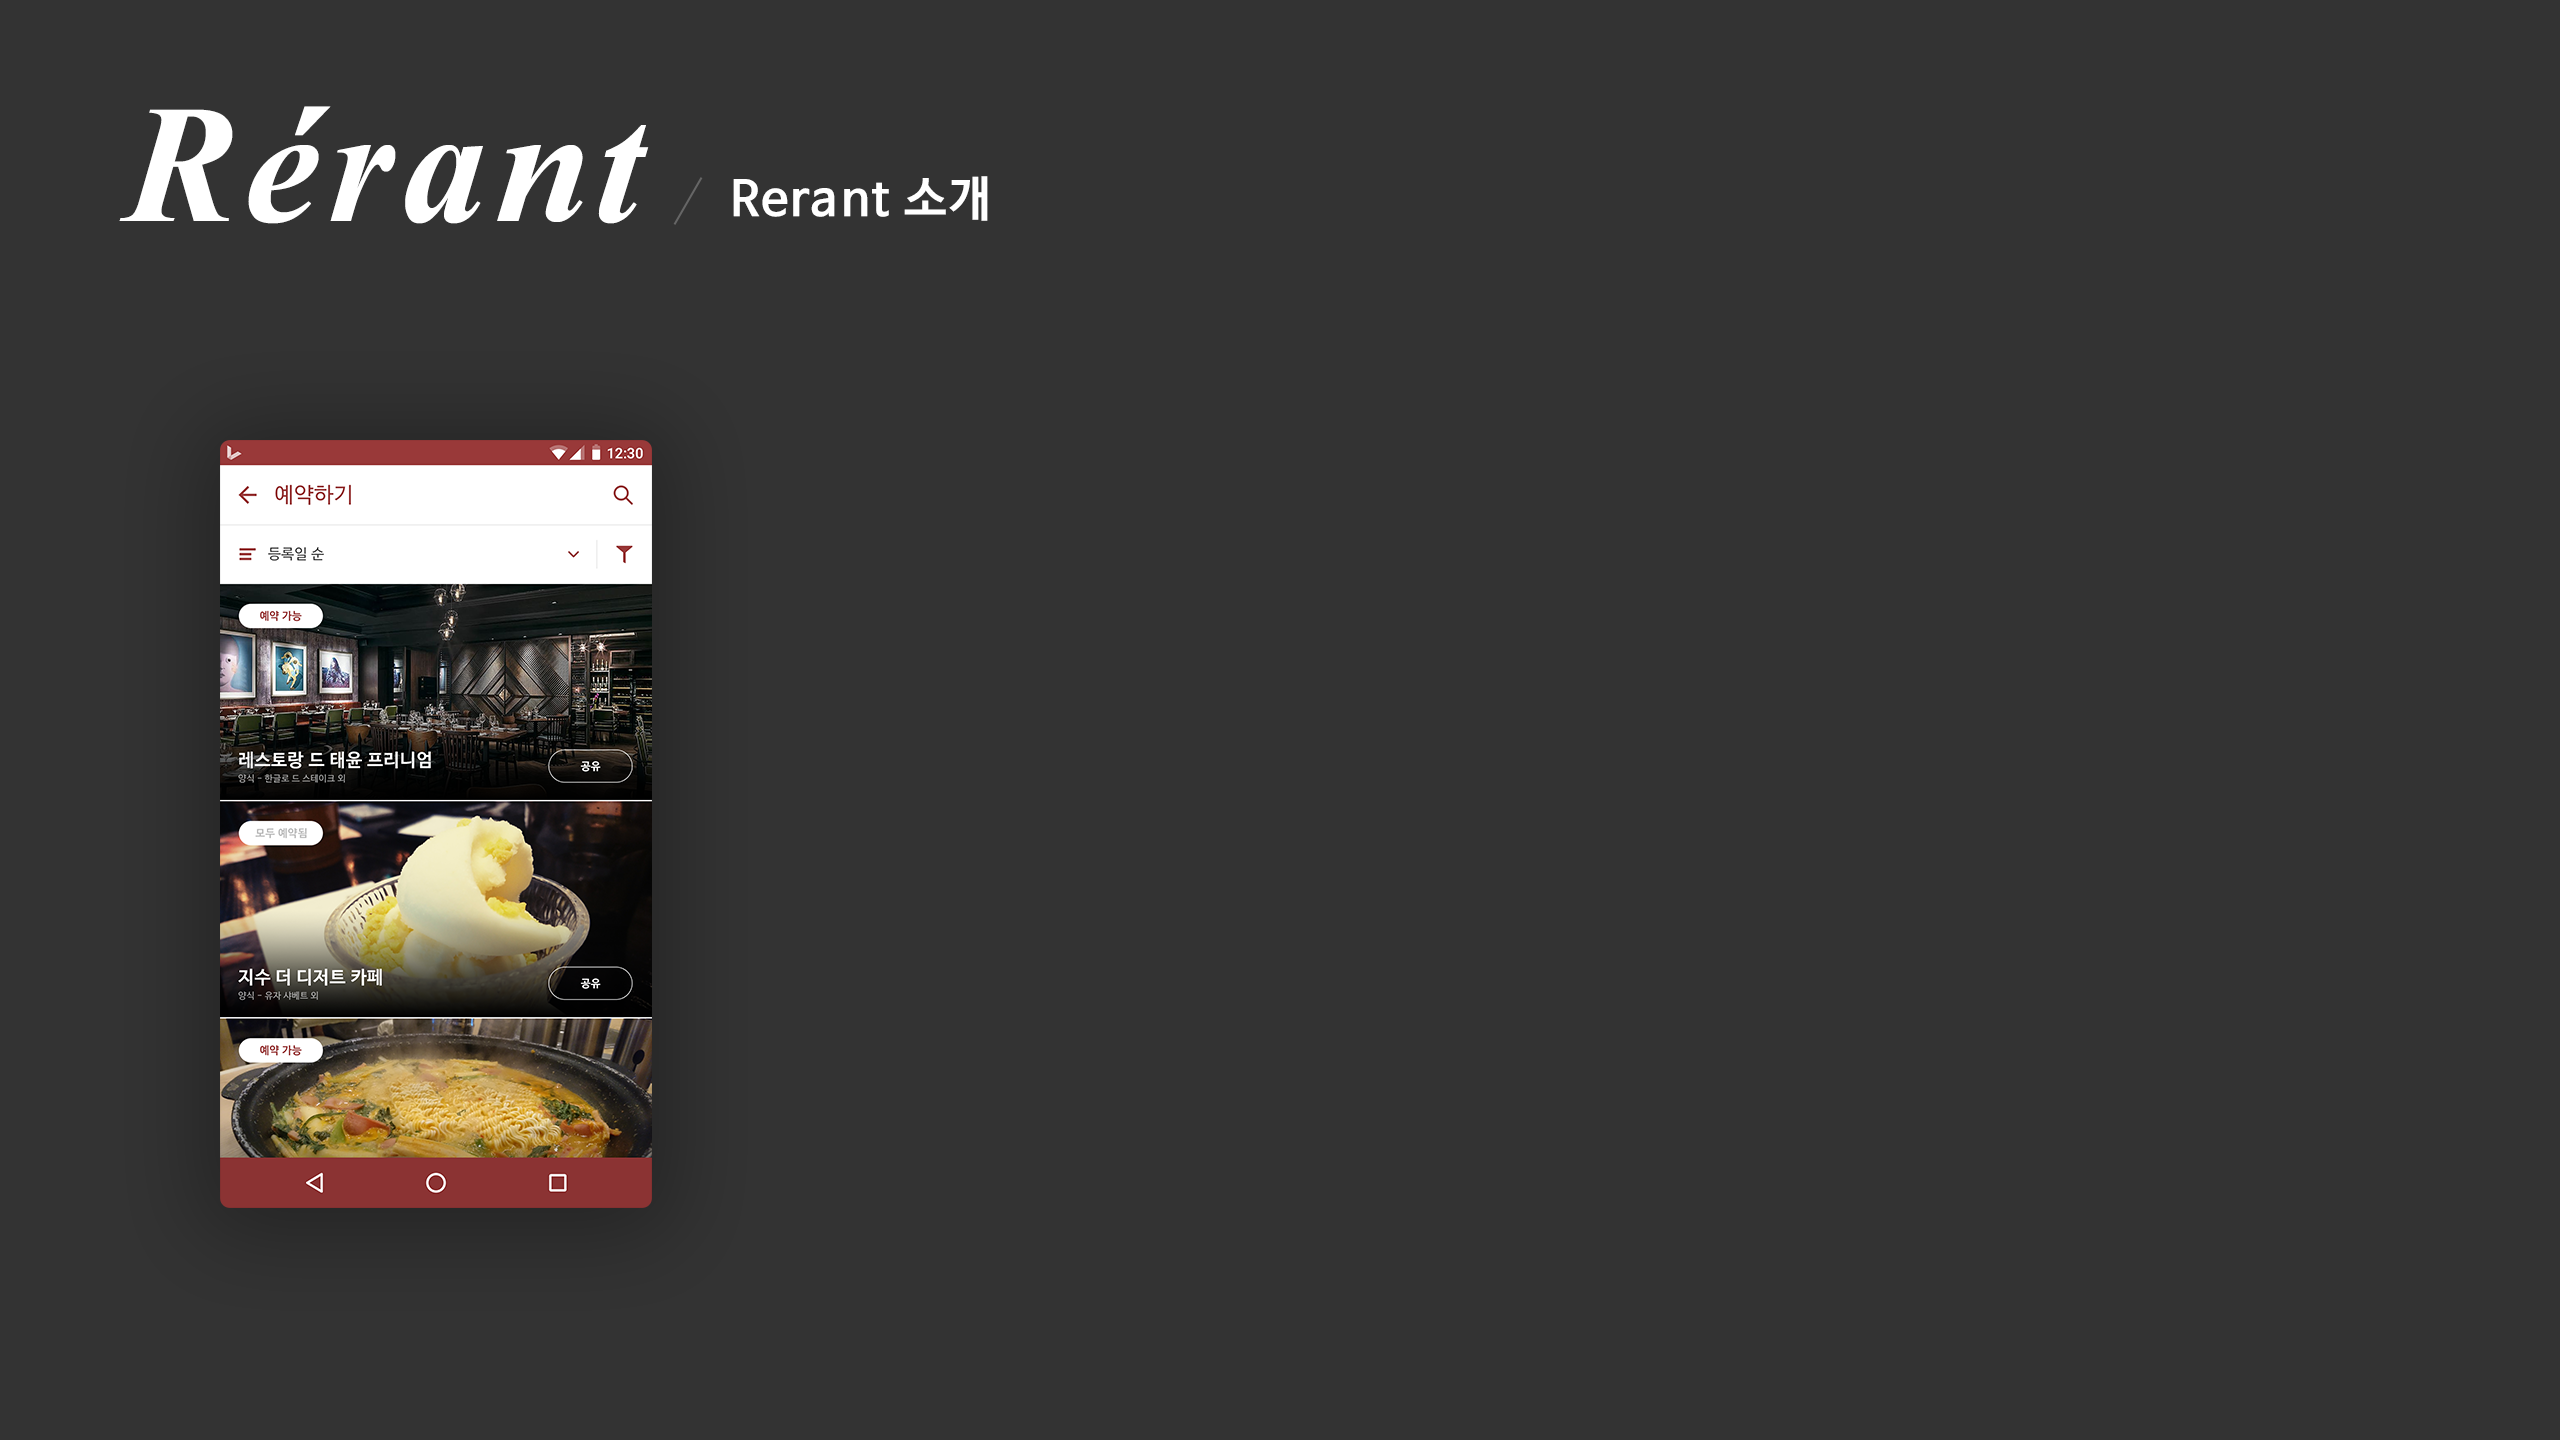 Rérant
Rerant 소개
12:30
예약하기
등록일 순
예약 가능
레스토랑 드 태윤 프리니엄
양식 - 한글로 드 스테이크 외
공유
모두 예약됨
지수 더 디저트 카페
양식 - 유자 샤베트 외
공유
예약 가능